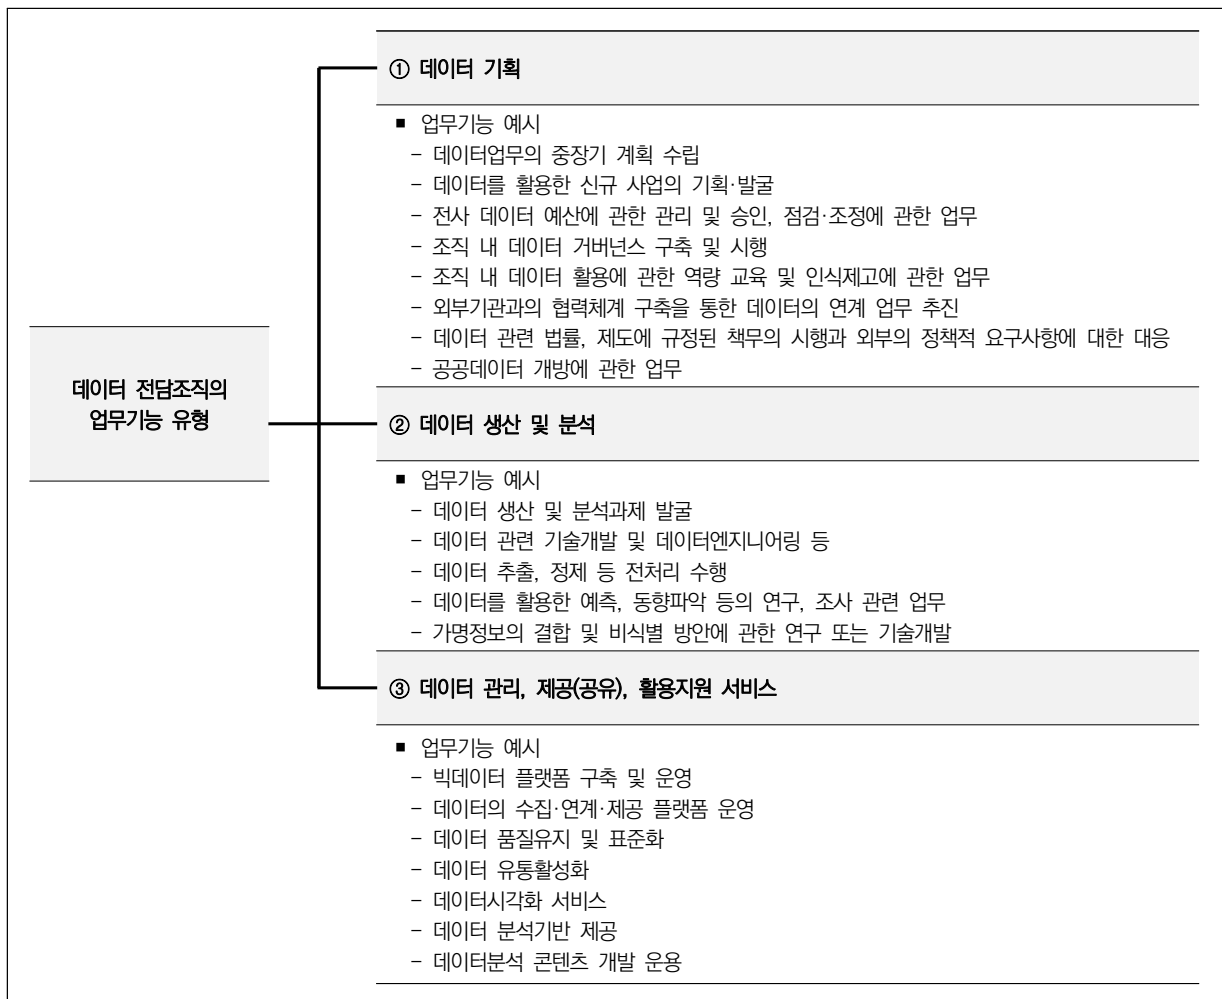 데이터 전담조직의
업무기능 유형
① 데이터 기획
■ 업무기능 예시
- 데이터업무의 중장기 계획 수립
- 데이터를 활용한 신규 사업의 기획·발굴
- 전사 데이터 예산에 관한 관리 및 승인, 점검·조정에 관한 업무
- 조직 내 데이터 거버넌스 구축 및 시행
- 조직 내 데이터 활용에 관한 역량 교육 및 인식제고에 관한 업무
- 외부기관과의 협력체계 구축을 통한 데이터의 연계 업무 추진
- 데이터 관련 법률, 제도에 규정된 책무의 시행과 외부의 정책적 요구사항에 대한 대응
- 공공데이터 개방에 관한 업무
② 데이터 생산 및 분석
■ 업무기능 예시
- 데이터 생산 및 분석과제 발굴
- 데이터 관련 기술개발 및 데이터엔지니어링 등
- 데이터 추출, 정제 등 전처리 수행
- 데이터를 활용한 예측, 동향파악 등의 연구, 조사 관련 업무
- 가명정보의 결합 및 비식별 방안에 관한 연구 또는 기술개발
③ 데이터 관리, 제공(공유), 활용지원 서비스
■ 업무기능 예시
- 빅데이터 플랫폼 구축 및 운영
- 데이터의 수집·연계·제공 플랫폼 운영
- 데이터 품질유지 및 표준화
- 데이터 유통활성화
- 데이터시각화 서비스
- 데이터 분석기반 제공
- 데이터분석 콘텐츠 개발 운용